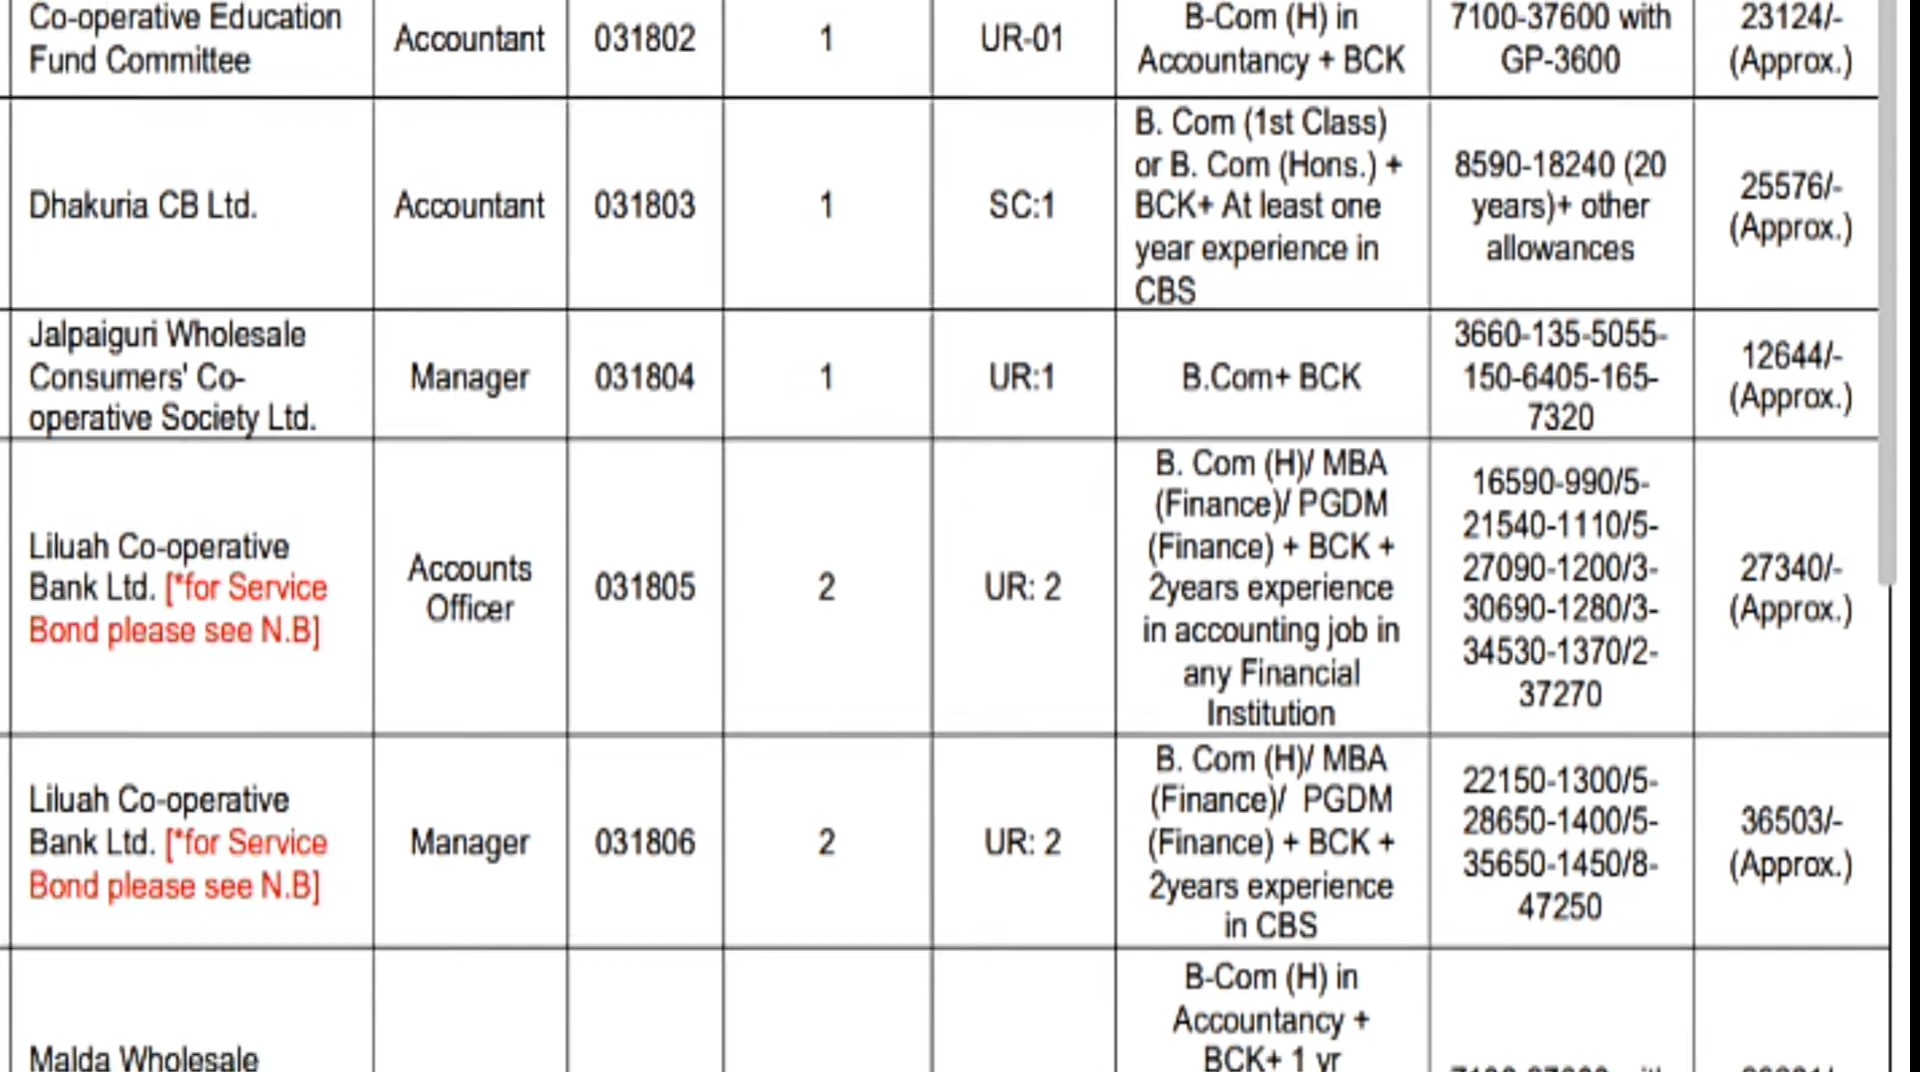 Co-operative Education
Fund Committee
Accountant
031802
1
UR-01
B-Com (H) in
Accountancy + BCK
7100-37600 with
GP-3600
23124/-
(Approx.)
Dhakuria CB Ltd.
Accountant
031803
1
SC:1
B. Com (1st Class)
or B. Com (Hons.) +
BCK+ At least one
year experience in
CBS
8590-18240 (20
years)+ other
allowances
25576/-
(Approx.)
Jalpaiguri Wholesale
Consumers' Co-
operative Society Ltd.
Manager
031804
1
UR:1
B.Com+ BCK
3660-135-5055-
150-6405-165-
7320
12644/-
(Approx.)
Liluah Co-operative
Bank Ltd. [*for Service
Bond please see N.B]
Accounts
Officer
031805
2
UR: 2
B. Com (H)/ MBA
(Finance)/ PGDM
(Finance) + BCK +
2years experience
in accounting job in
any Financial
Institution
16590-990/5-
21540-1110/5-
27090-1200/3-
30690-1280/3-
34530-1370/2-
37270
27340/-
(Approx.)
Liluah Co-operative
Bank Ltd. [*for Service
Bond please see N.B]
Manager
031806
2
UR: 2
B. Com (H)/ MBA
(Finance)/ PGDM
(Finance) + BCK +
2years experience
in CBS
22150-1300/5-
28650-1400/5-
35650-1450/8-
47250
36503/-
(Approx.)
Malda Wholesale
B-Com (H) in
Accountancy +
BCK+ 1 yr